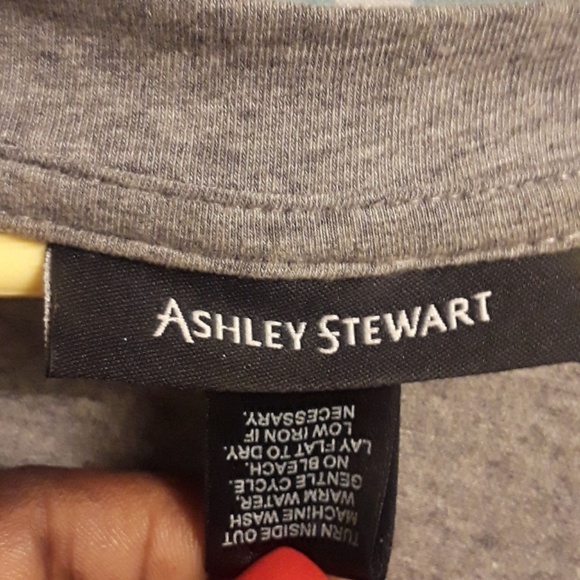 ASHLEY STEWART
TURN INSIDE OUT
MACHINE WASH
WARM WATER,
GENTLE CYCLE.
NO BLEACH.
LAY FLAT TO DRY.
LOW IRON IF
NECESSARY.